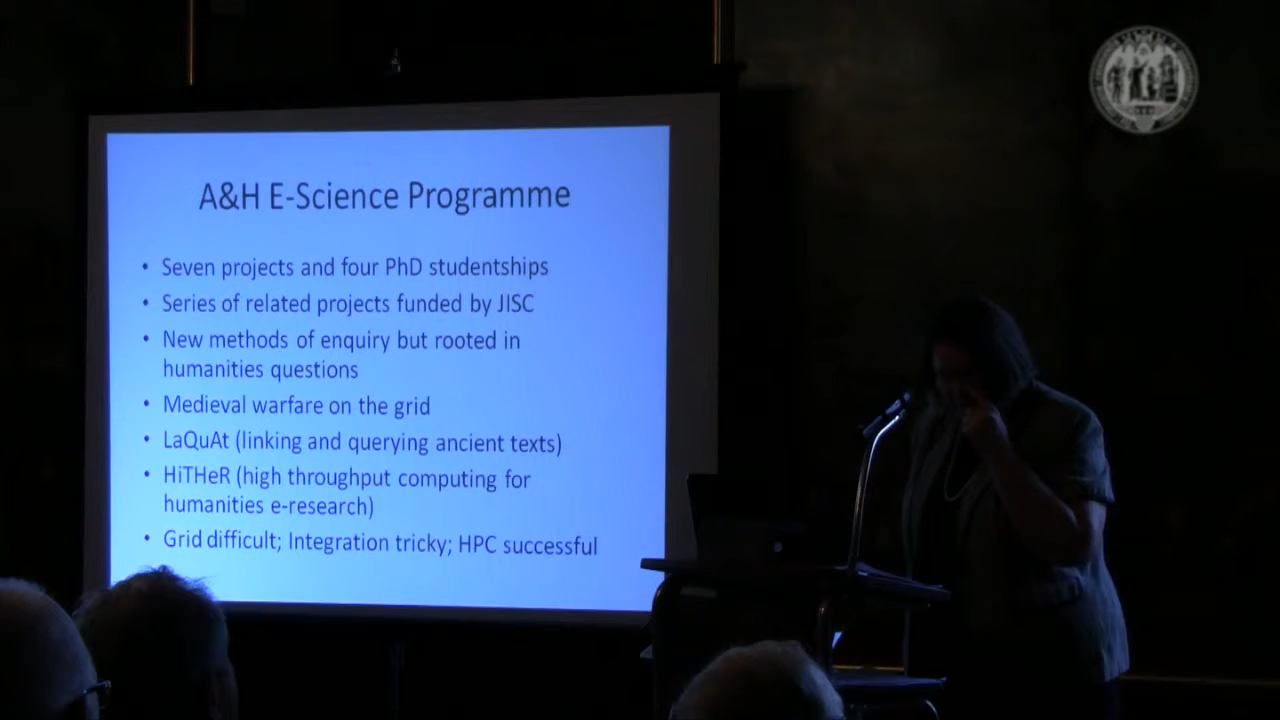 A&H E-Science Programme
• Seven projects and four PhD studentships
• Series of related projects funded by JISC
• New methods of enquiry but rooted in
humanities questions
• Medieval warfare on the grid
• LaQuAt (linking and querying ancient texts)
• HiTHeR (high throughput computing for
humanities e-research)
• Grid difficult; Integration tricky; HPC successful